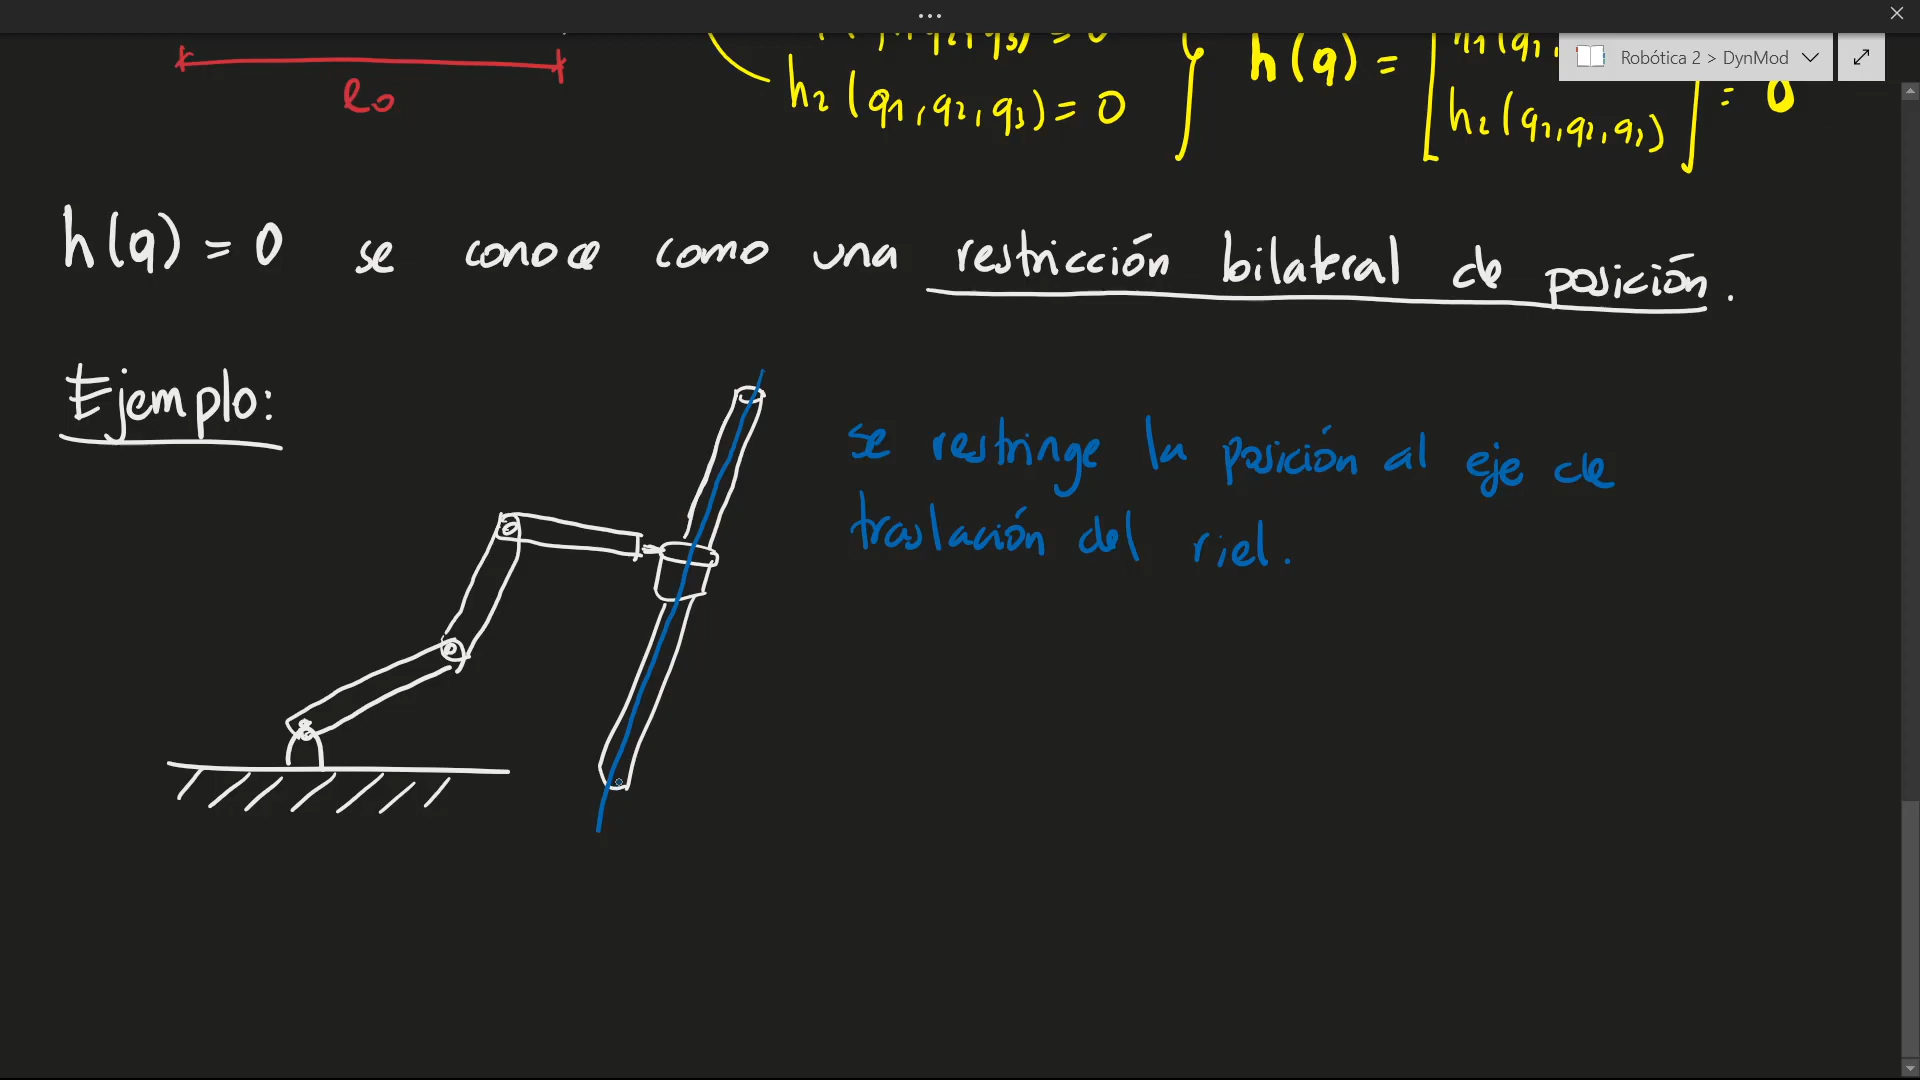 Robótica 2 > DynMod
h(q) =
h₂(q₁,q₂,q₃) = 0
h₂(q₁,q₂,q₃)
= 0
l₀
h(q) = 0 se conoce como una restricción bilateral de posición.
Ejemplo:
se restringe la posición al eje de
traslación del riel.